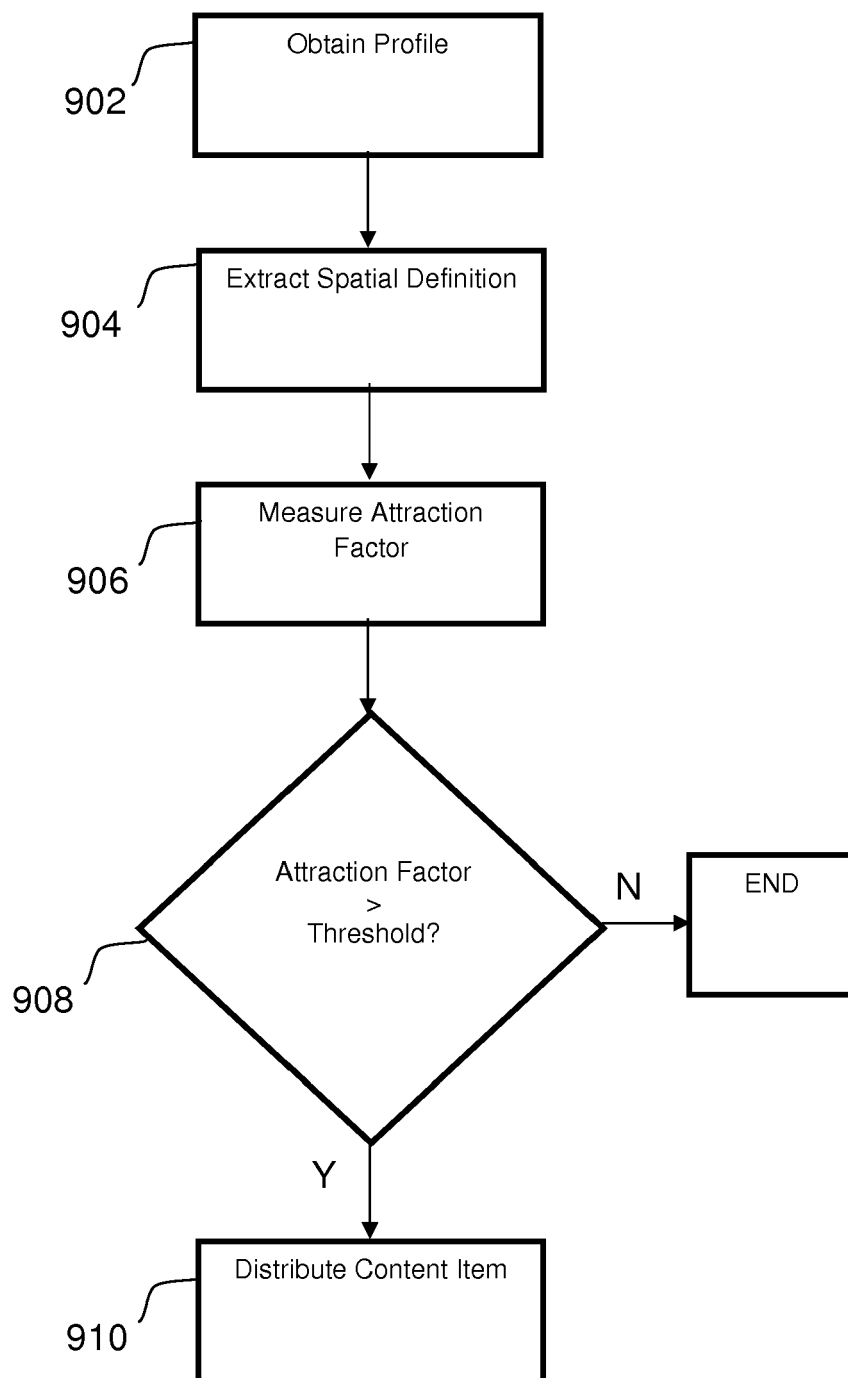 Obtain Profile
902
Extract Spatial Definition
904
Measure Attraction
Factor
906
Attraction Factor
>
Threshold?
N
END
908
Y
Distribute Content Item
910